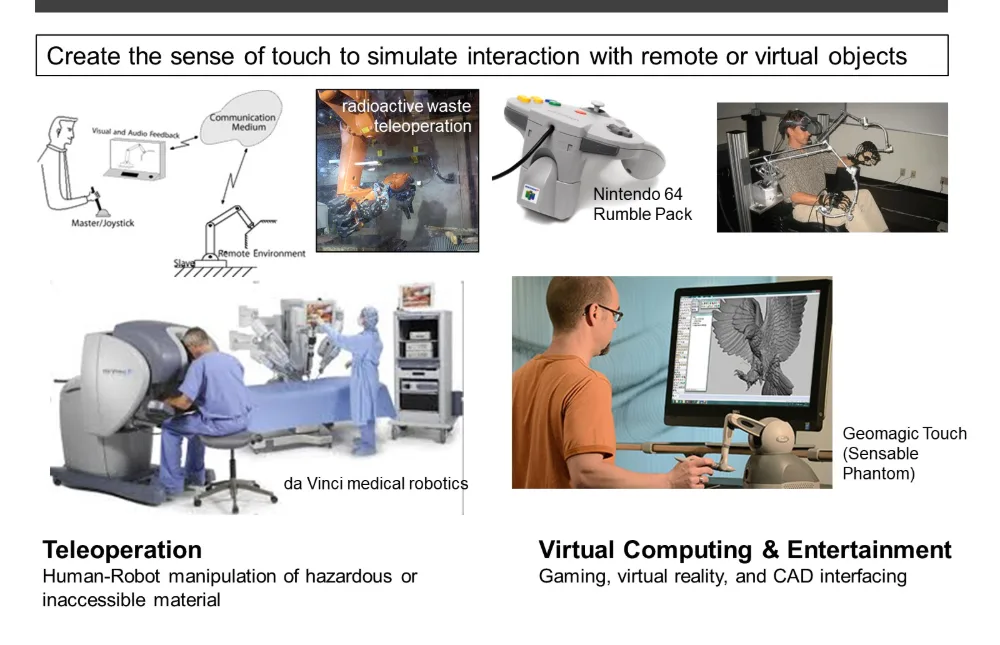 Create the sense of touch to simulate interaction with remote or virtual objects
Communication
Medium
Visual and Audio Feedback
Master/Joystick
Remote Environment
Slave
radioactive waste
teleoperation
Nintendo 64
Rumble Pack
da Vinci medical robotics
Geomagic Touch
(Sensable
Phantom)
Teleoperation
Human-Robot manipulation of hazardous or
inaccessible material
Virtual Computing & Entertainment
Gaming, virtual reality, and CAD interfacing